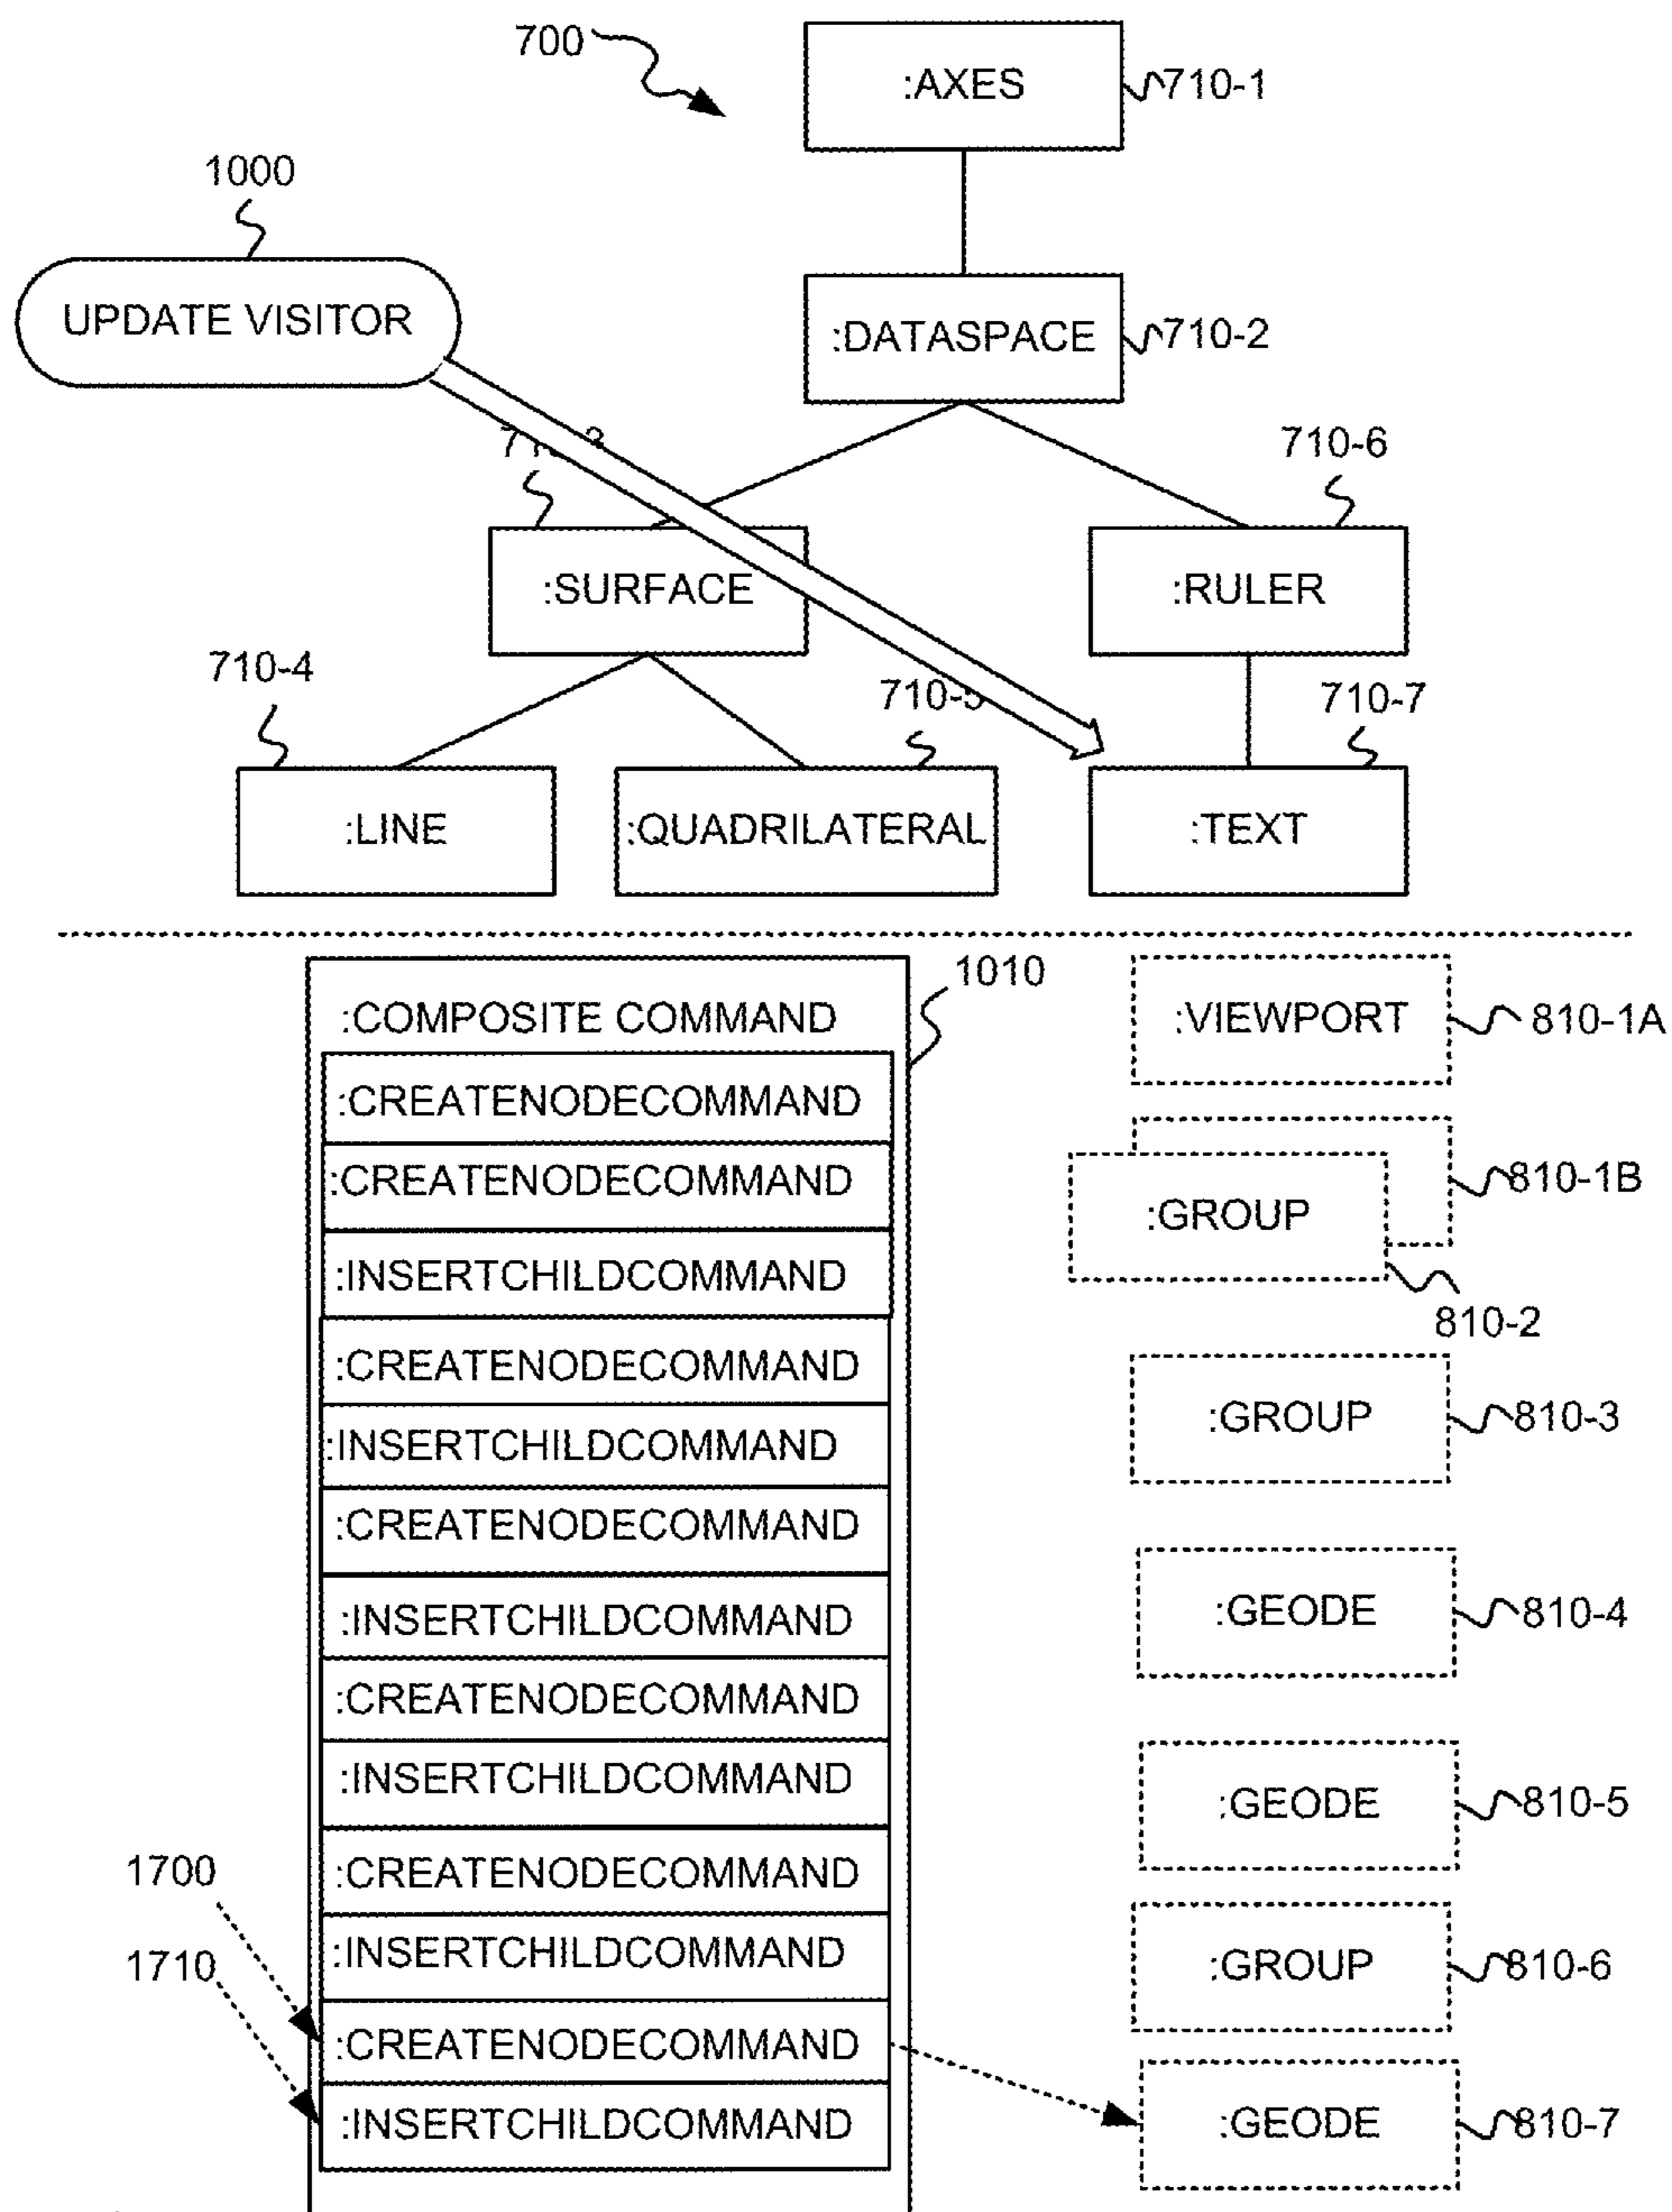 700
:AXES
710-1
1000
UPDATE VISITOR
:DATASPACE
710-2
710-6
:SURFACE
:RULER
710-4
710-7
:LINE
:QUADRILATERAL
:TEXT
:COMPOSITE COMMAND
1010
:VIEWPORT
810-1A
:CREATENODECOMMAND
:CREATENODECOMMAND
810-1B
:GROUP
:INSERTCHILDCOMMAND
810-2
:CREATENODECOMMAND
:GROUP
810-3
:INSERTCHILDCOMMAND
:CREATENODECOMMAND
:INSERTCHILDCOMMAND
:GEODE
810-4
:CREATENODECOMMAND
:INSERTCHILDCOMMAND
:GEODE
810-5
1700
:CREATENODECOMMAND
1710
:INSERTCHILDCOMMAND
:GROUP
810-6
:CREATENODECOMMAND
:INSERTCHILDCOMMAND
:GEODE
810-7